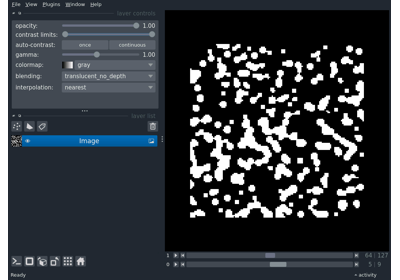 File View Plugins Window Help
layer controls
opacity: 1.00
contrast limits:
auto-contrast: once continuous
gamma: 1.00
colormap: gray
blending: translucent_no_depth
interpolation: nearest
layer list
Image
1 64 127
0 5 9
Ready activity